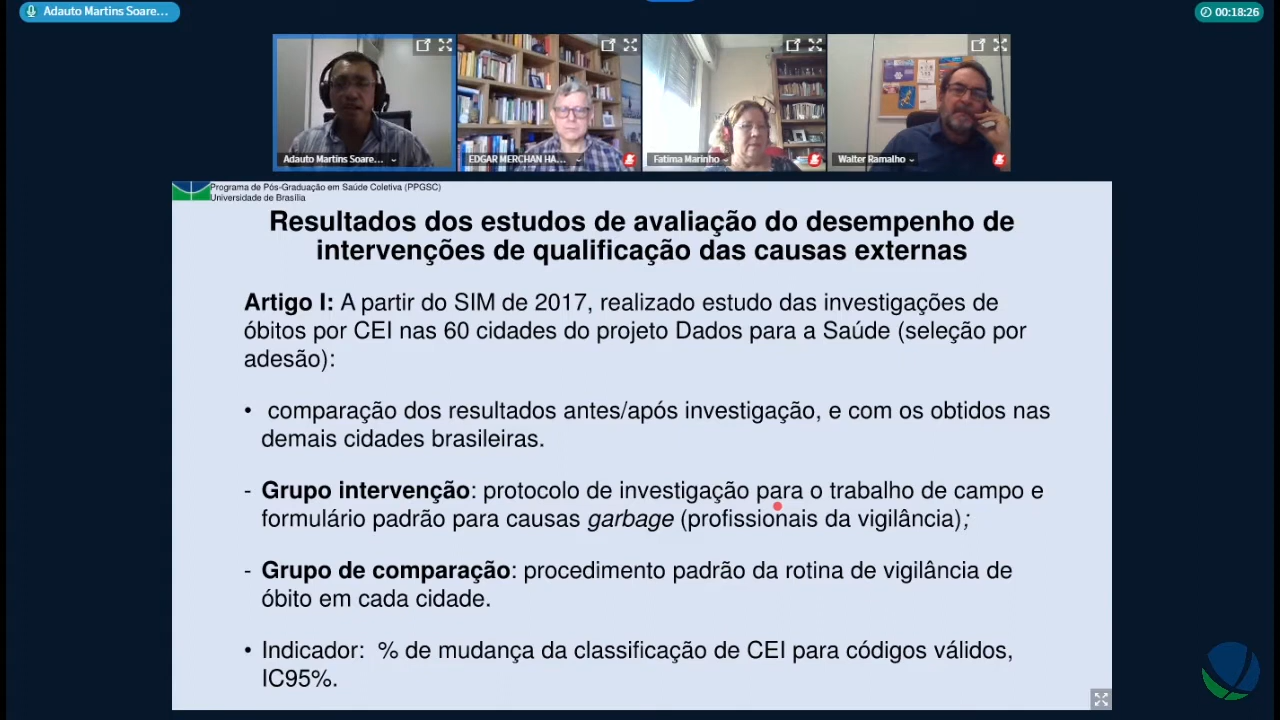 Adauto Martins Soare...
00:18:26
Adauto Martins Soare...
EDGAR MERCHAN HA...
Fatima Marinho
Walter Ramalho
Programa de Pós-Graduação em Saúde Coletiva (PPGSC)
Universidade de Brasília
Resultados dos estudos de avaliação do desempenho de
intervenções de qualificação das causas externas
Artigo I: A partir do SIM de 2017, realizado estudo das investigações de
óbitos por CEI nas 60 cidades do projeto Dados para a Saúde (seleção por
adesão):
• comparação dos resultados antes/após investigação, e com os obtidos nas
demais cidades brasileiras.
- Grupo intervenção: protocolo de investigação para o trabalho de campo e
formulário padrão para causas garbage (profissionais da vigilância);
- Grupo de comparação: procedimento padrão da rotina de vigilância de
óbito em cada cidade.
• Indicador: % de mudança da classificação de CEI para códigos válidos,
IC95%.